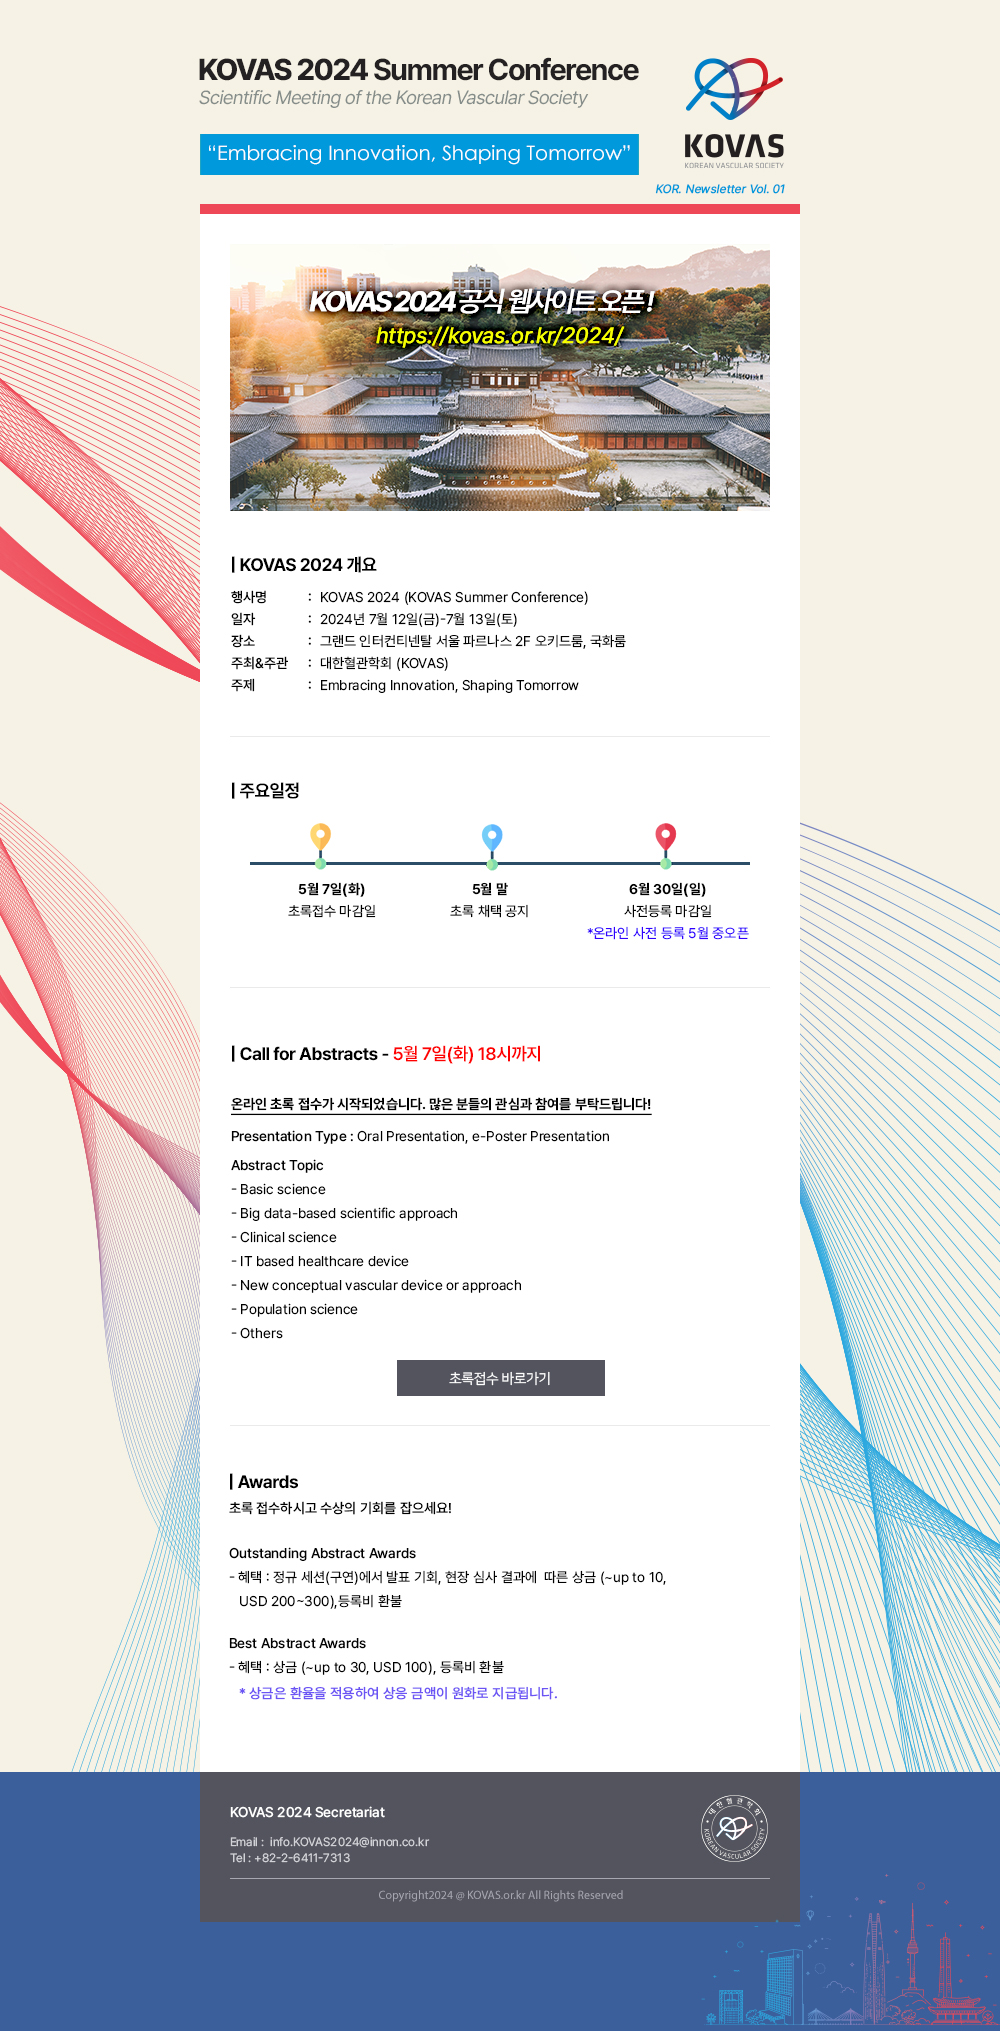 KOVAS 2024 Summer Conference
Scientific Meeting of the Korean Vascular Society
“Embracing Innovation, Shaping Tomorrow”
KOVAS
KOREAN VASCULAR SOCIETY
KOR. Newsletter Vol. 01
KOVAS 2024 공식 웹사이트 오픈!
https://kovas.or.kr/2024/
| KOVAS 2024 개요
행사명 : KOVAS 2024 (KOVAS Summer Conference)
일자 : 2024년 7월 12일(금)-7월 13일(토)
장소 : 그랜드 인터컨티넨탈 서울 파르나스 2F 오키드룸, 국화룸
주최&주관 : 대한혈관학회 (KOVAS)
주제 : Embracing Innovation, Shaping Tomorrow
| 주요일정
5월 7일(화)
초록접수 마감일
5월 말
초록 채택 공지
6월 30일(일)
사전등록 마감일
*온라인 사전 등록 5월 중오픈
| Call for Abstracts - 5월 7일(화) 18시까지
온라인 초록 접수가 시작되었습니다. 많은 분들의 관심과 참여를 부탁드립니다!
Presentation Type : Oral Presentation, e-Poster Presentation
Abstract Topic
- Basic science
- Big data-based scientific approach
- Clinical science
- IT based healthcare device
- New conceptual vascular device or approach
- Population science
- Others
초록접수 바로가기
| Awards
초록 접수하시고 수상의 기회를 잡으세요!
Outstanding Abstract Awards
- 혜택 : 정규 세션(구연)에서 발표 기회, 현장 심사 결과에 따른 상금 (~up to 10,
USD 200~300),등록비 환불
Best Abstract Awards
- 혜택 : 상금 (~up to 30, USD 100), 등록비 환불
* 상금은 환율을 적용하여 상응 금액이 원화로 지급됩니다.
KOVAS 2024 Secretariat
Email : info.KOVAS2024@innon.co.kr
Tel : +82-2-6411-7313
대한혈관학회
KOREAN VASCULAR SOCIETY
Copyright2024 @ KOVAS.or.kr All Rights Reserved